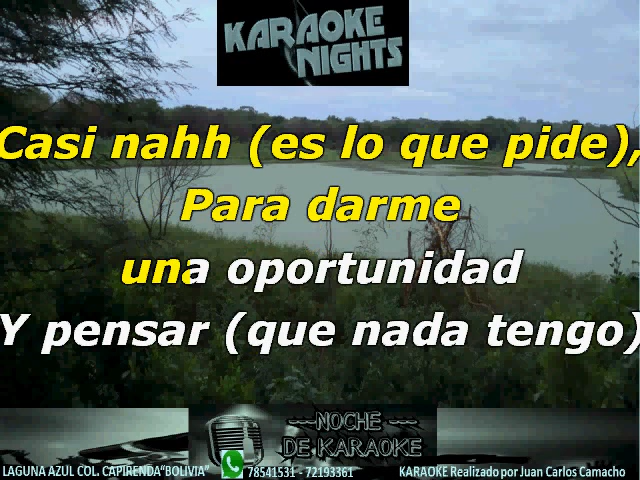 KARAOKE
NIGHTS
Casi nahh (es lo que pide),
Para darme
una oportunidad
Y pensar (que nada tengo)
---NOCHE---
DE KARAOKE
LAGUNA AZUL COL. CAPIRENDA"BOLIVIA" 78541531 - 72193361 KARAOKE Realizado por Juan Carlos Camacho